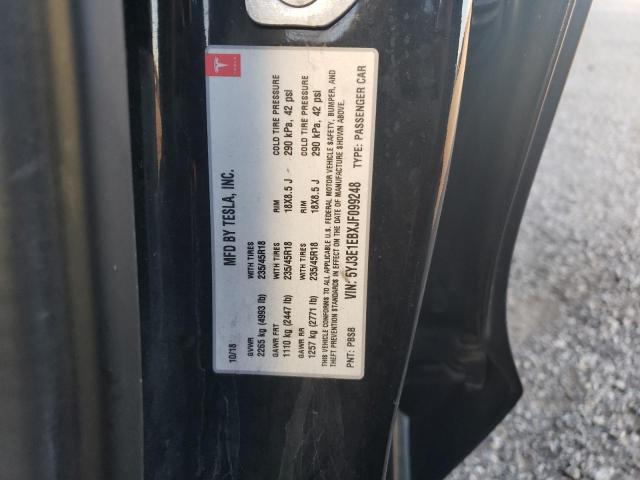 TESLA
10/18
MFD BY TESLA, INC.
GVWR
2265 kg (4993 lb)
WITH TIRES
235/45R18
RIM
18X8.5 J
COLD TIRE PRESSURE
290 kPa, 42 psi
GAWR FRT
1110 kg (2447 lb)
WITH TIRES
235/45R18
RIM
18X8.5 J
COLD TIRE PRESSURE
290 kPa, 42 psi
GAWR RR
1257 kg (2771 lb)
WITH TIRES
235/45R18
THIS VEHICLE CONFORMS TO ALL APPLICABLE U.S. FEDERAL MOTOR VEHICLE SAFETY, BUMPER, AND
THEFT PREVENTION STANDARDS IN EFFECT ON THE DATE OF MANUFACTURE SHOWN ABOVE.
PNT: PBSB
VIN: 5YJ3E1EBXJF099248
TYPE: PASSENGER CAR